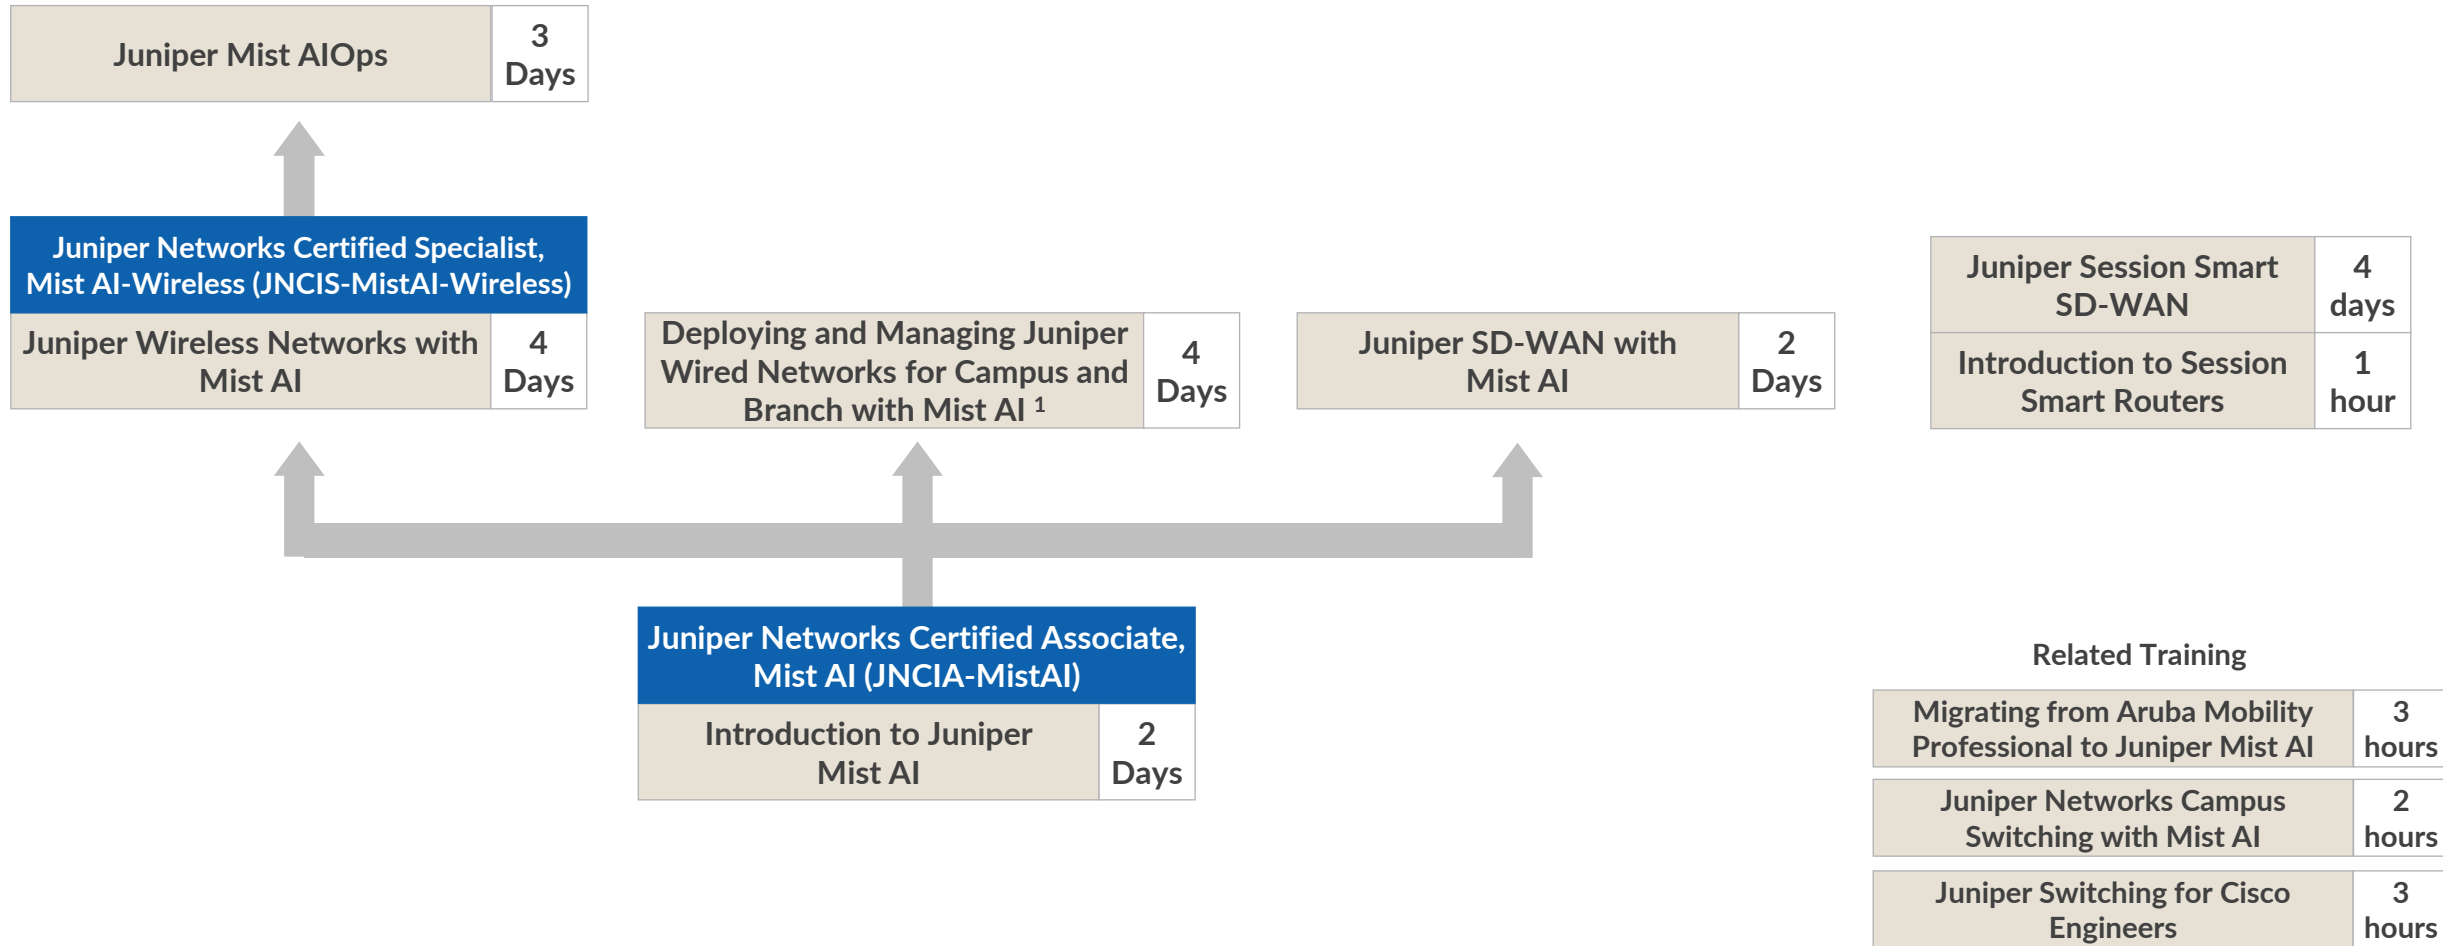 Juniper Mist AIOps
3
Days
Juniper Networks Certified Specialist,
Mist AI-Wireless (JNCIS-MistAI-Wireless)
Juniper Wireless Networks with
Mist AI
4
Days
Deploying and Managing Juniper
Wired Networks for Campus and
Branch with Mist AI ¹
4
Days
Juniper SD-WAN with
Mist AI
2
Days
Juniper Session Smart
SD-WAN
4
days
Introduction to Session
Smart Routers
1
hour
Juniper Networks Certified Associate,
Mist AI (JNCIA-MistAI)
Introduction to Juniper
Mist AI
2
Days
Related Training
Migrating from Aruba Mobility
Professional to Juniper Mist AI
3
hours
Juniper Networks Campus
Switching with Mist AI
2
hours
Juniper Switching for Cisco
Engineers
3
hours